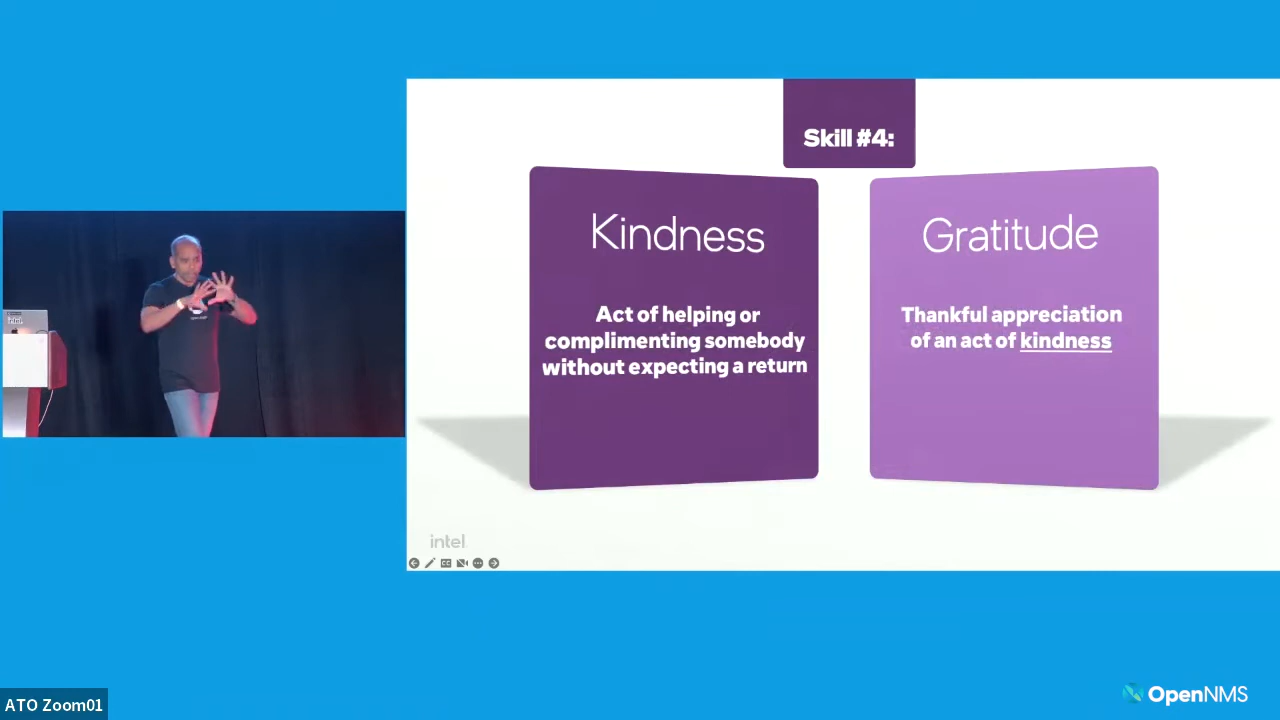 Skill #4:
Kindness
Act of helping or
complimenting somebody
without expecting a return
Gratitude
Thankful appreciation
of an act of kindness
intel
ATO Zoom01
OpenNMS